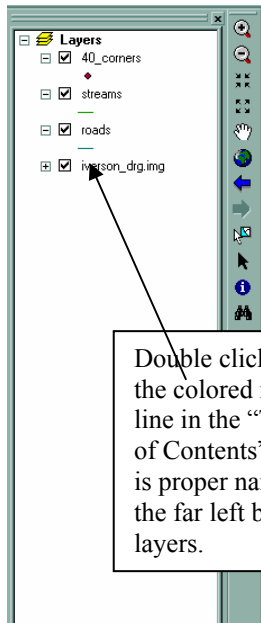 Layers
40_corners
streams
roads
iverson_drg.img
Double clic
the colored
line in the "
of Contents"
is proper na
the far left b
layers.